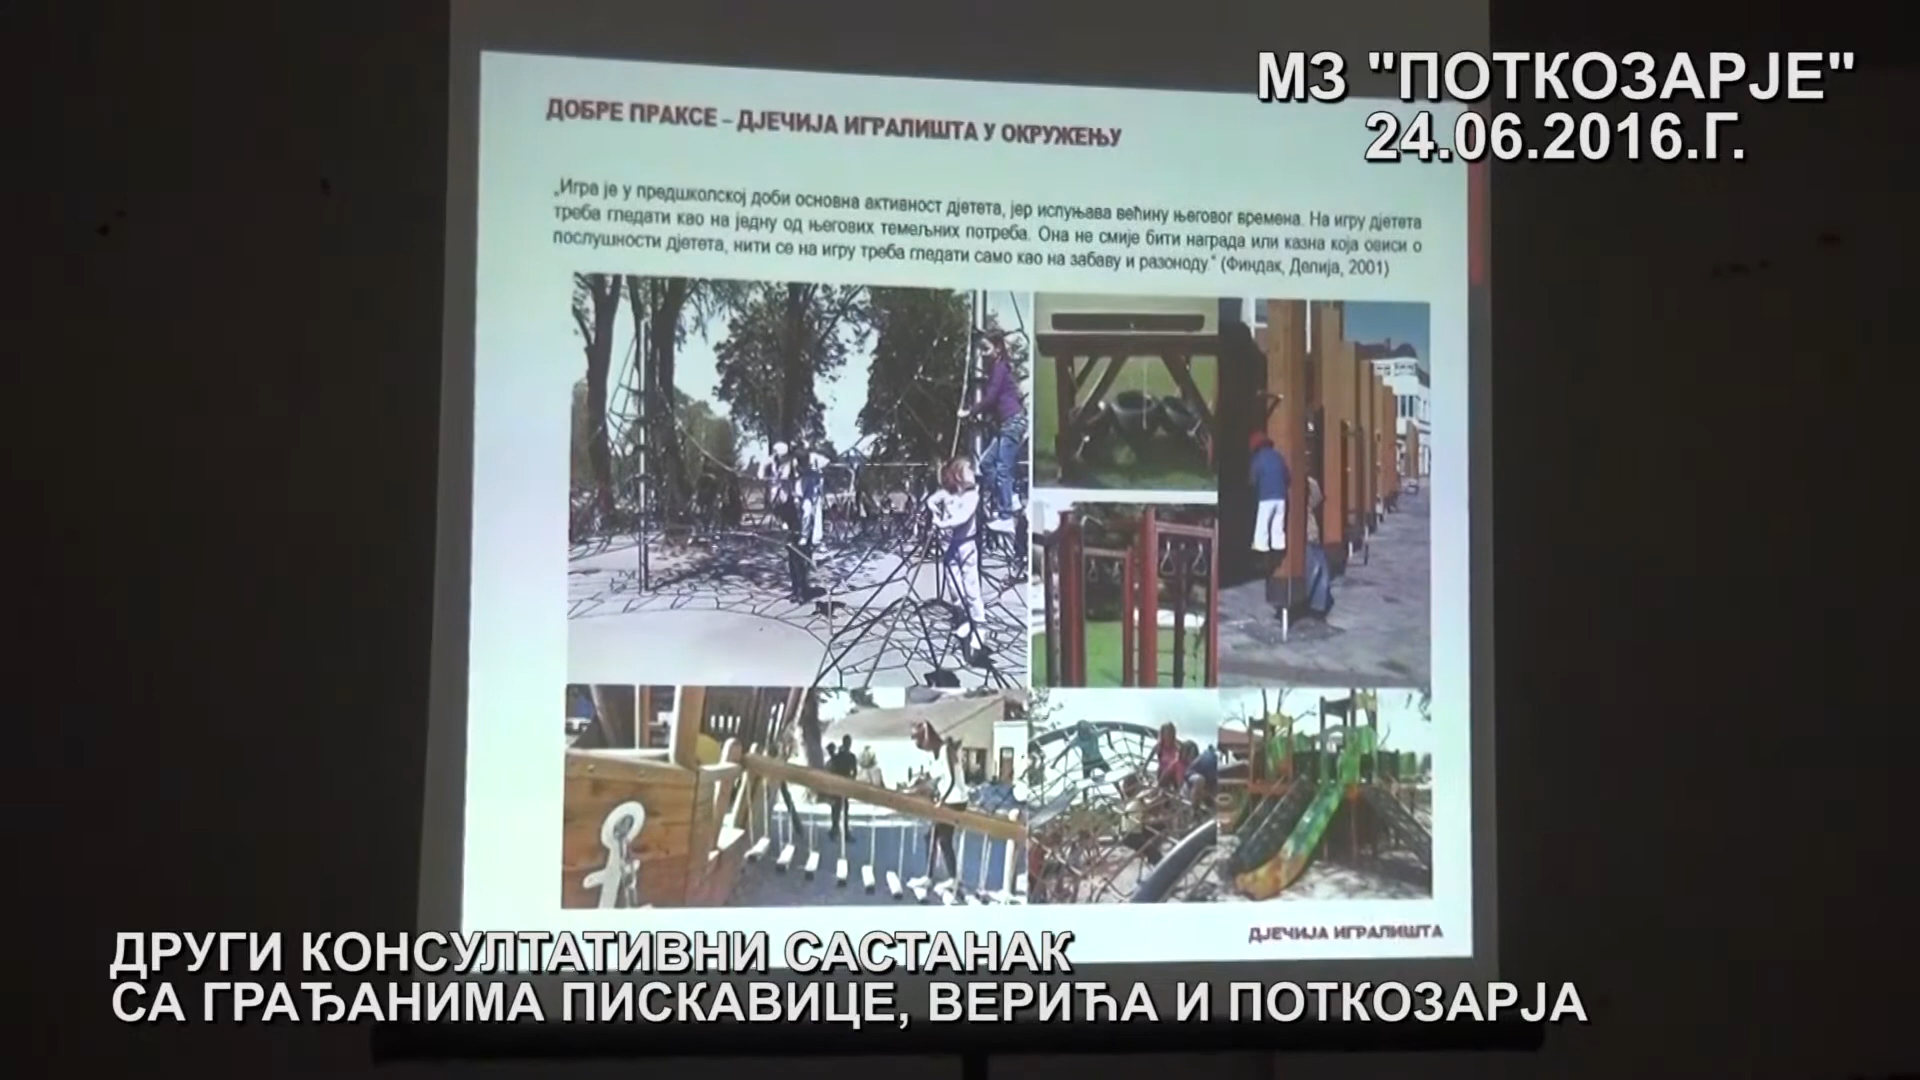 МЗ "ПОТКОЗАРЈЕ"
24.06.2016.Г.
ДОБРЕ ПРАКСЕ – ДЈЕЧИЈА ИГРАЛИШТА У ОКРУЖЕЊУ
„Игра је у предшколској доби основна активност дјетета, јер испуњава већину његовог времена. На игру дјетета
треба гледати као на једну од његових темељних потреба. Она не смије бити награда или казна која овиси о
послушности дјетета, нити се на игру треба гледати само као на забаву и разоноду.“ (Финдак, Делија, 2001)
ДЈЕЧИЈА ИГРАЛИШТА
ДРУГИ КОНСУЛТАТИВНИ САСТАНАК
СА ГРАЂАНИМА ПИСКАВИЦЕ, ВЕРИЋА И ПОТКОЗАРЈА